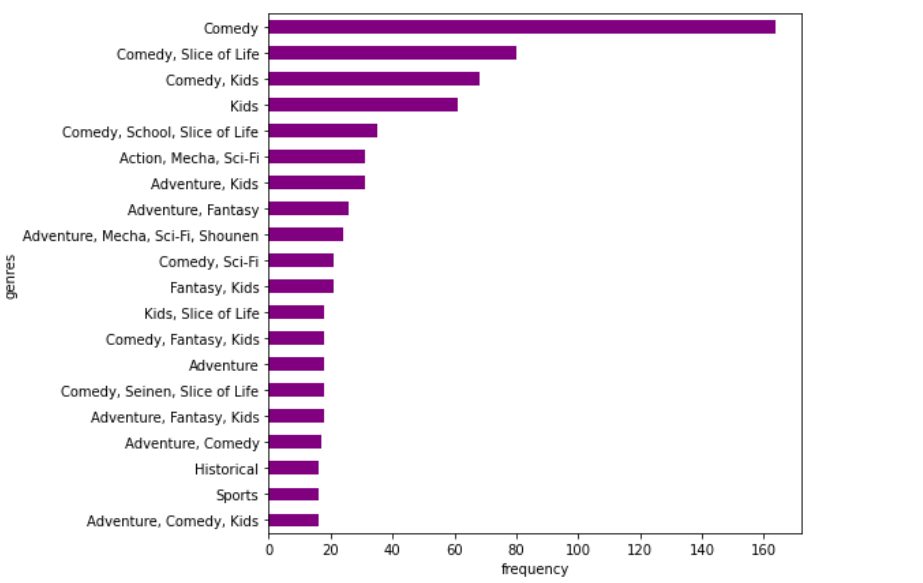 Comedy
Comedy, Slice of Life
Comedy, Kids
Kids
Comedy, School, Slice of Life
Action, Mecha, Sci-Fi
Adventure, Kids
Adventure, Fantasy
Adventure, Mecha, Sci-Fi, Shounen
Comedy, Sci-Fi
Fantasy, Kids
Kids, Slice of Life
Comedy, Fantasy, Kids
Adventure
Comedy, Seinen, Slice of Life
Adventure, Fantasy, Kids
Adventure, Comedy
Historical
Sports
Adventure, Comedy, Kids
genres
0 20 40 60 80 100 120 140 160
frequency